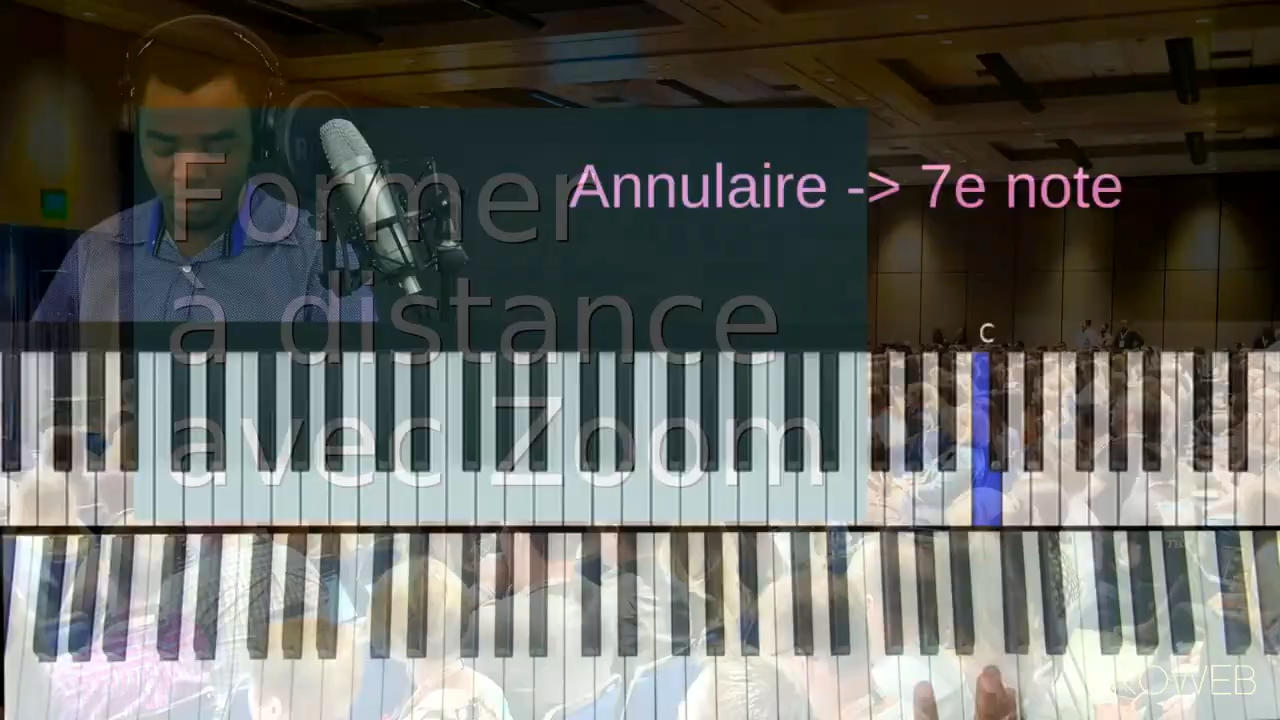 Former
Annulaire -> 7e note
a distance
c
avec Zoom